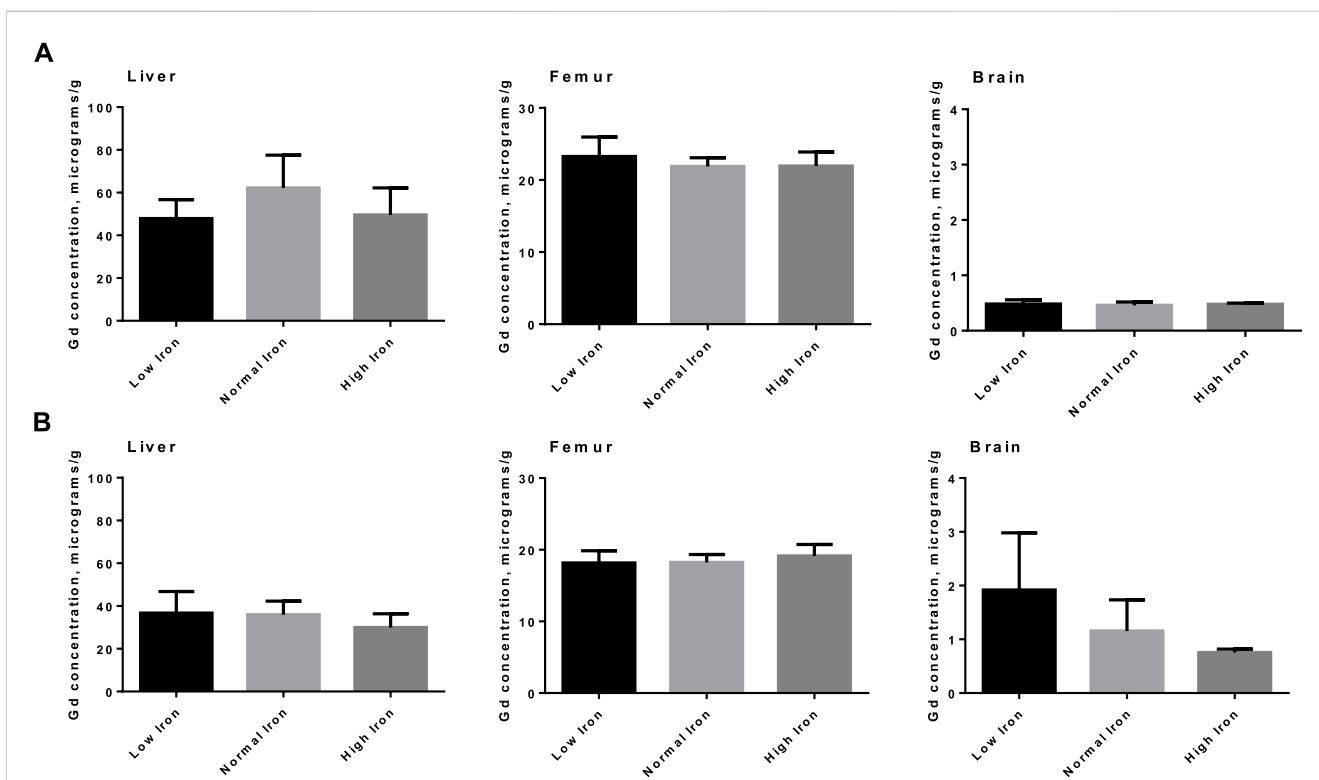 A
Liver
Gd concentration, micrograms/g
100
80
60
40
20
0
Low Iron
Normal Iron
High Iron
Femur
Gd concentration, micrograms/g
30
20
10
0
Low Iron
Normal Iron
High Iron
Brain
Gd concentration, micrograms/g
4
3
2
1
0
Low Iron
Normal Iron
High Iron
B
Liver
Gd concentration, micrograms/g
100
80
60
40
20
0
Low Iron
Normal Iron
High Iron
Femur
Gd concentration, micrograms/g
30
20
10
0
Low Iron
Normal Iron
High Iron
Brain
Gd concentration, micrograms/g
4
3
2
1
0
Low Iron
Normal Iron
High Iron